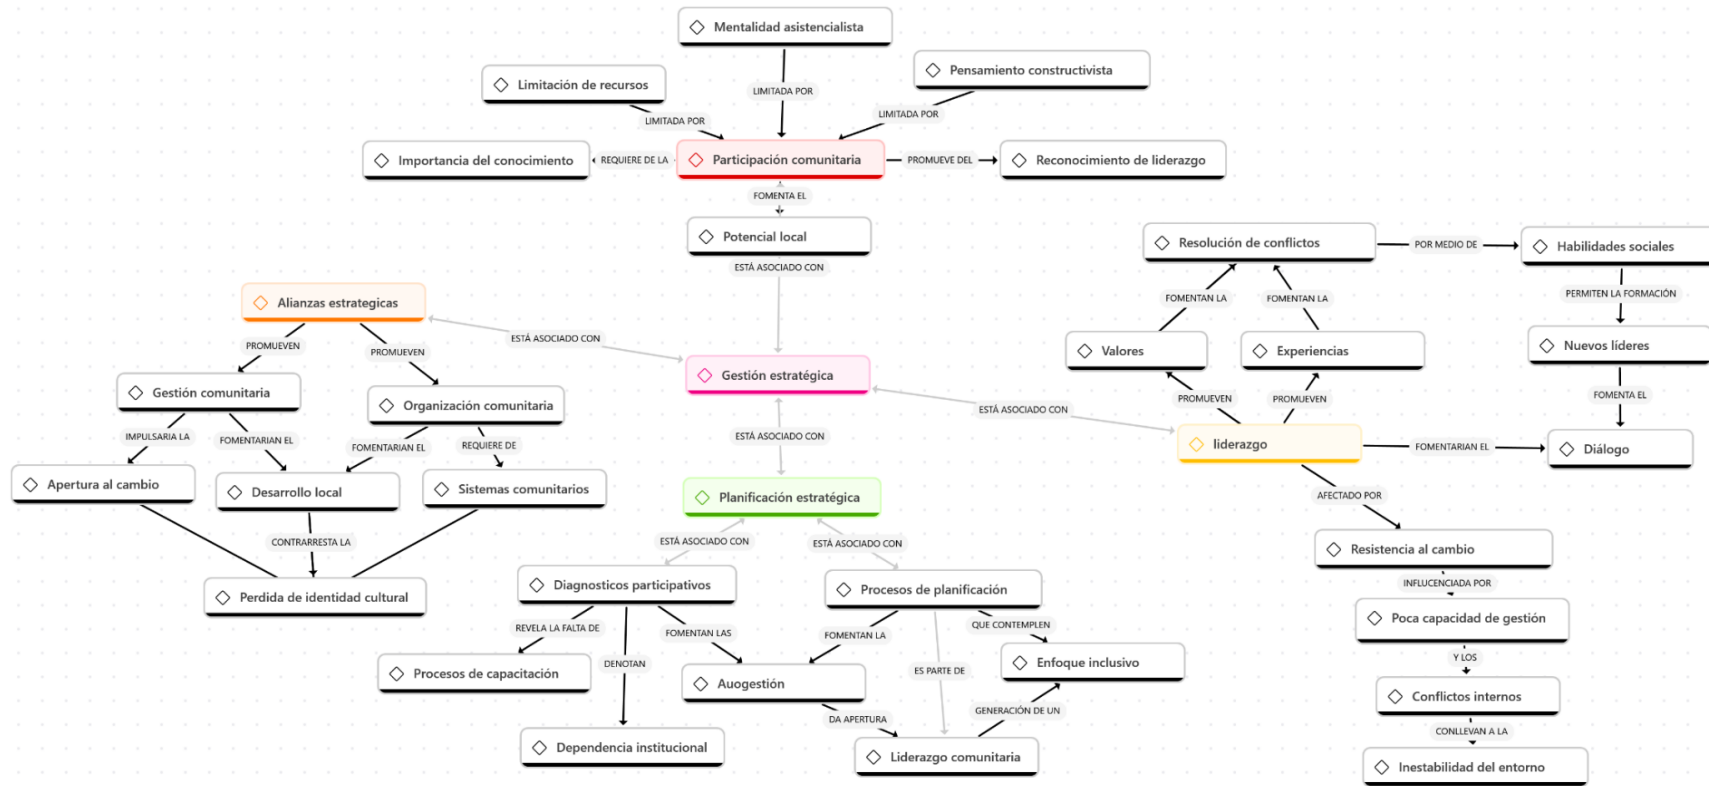 Mentalidad asistencialista
Limitación de recursos
Pensamiento constructivista
LIMITADA POR
LIMITADA POR
LIMITADA POR
Importancia del conocimiento
REQUIERE DE LA
Participación comunitaria
PROMUEVE DEL
Reconocimiento de liderazgo
FOMENTA EL
Potencial local
ESTÁ ASOCIADO CON
Resolución de conflictos
POR MEDIO DE
Habilidades sociales
FOMENTAN LA
FOMENTAN LA
PERMITEN LA FORMACIÓN
Alianzas estrategicas
ESTÁ ASOCIADO CON
PROMUEVEN
PROMUEVEN
Valores
Experiencias
Nuevos líderes
Gestión estratégica
Gestión comunitaria
Organización comunitaria
ESTÁ ASOCIADO CON
PROMUEVEN
PROMUEVEN
FOMENTA EL
IMPULSARIA LA
FOMENTARIAN EL
FOMENTARIAN EL
REQUIERE DE
ESTÁ ASOCIADO CON
liderazgo
FOMENTARIAN EL
Diálogo
Apertura al cambio
Desarrollo local
Sistemas comunitarios
Planificación estratégica
AFECTADO POR
CONTRARRESTA LA
ESTÁ ASOCIADO CON
ESTÁ ASOCIADO CON
Resistencia al cambio
Perdida de identidad cultural
Diagnosticos participativos
Procesos de planificación
INFLUCENCIADA POR
REVELA LA FALTA DE
FOMENTAN LAS
FOMENTAN LA
QUE CONTEMPLEN
Poca capacidad de gestión
DENOTAN
ES PARTE DE
Y LOS
Procesos de capacitación
Auogestión
Enfoque inclusivo
Conflictos internos
DA APERTURA
GENERACIÓN DE UN
CONLLEVAN A LA
Dependencia institucional
Liderazgo comunitaria
Inestabilidad del entorno